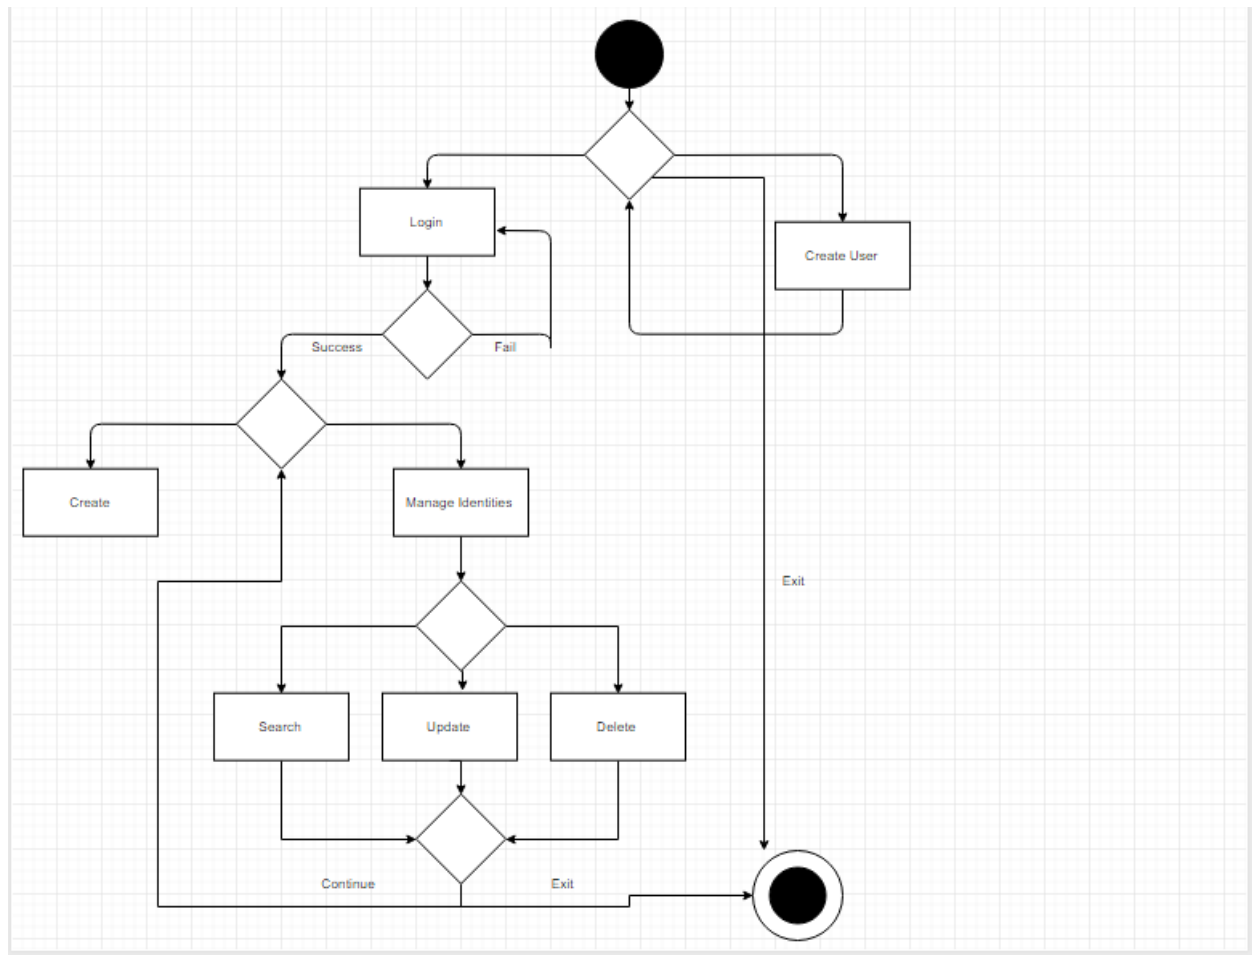 Login
Create User
Success
Fail
Create
Manage Identities
Exit
Search
Update
Delete
Continue
Exit